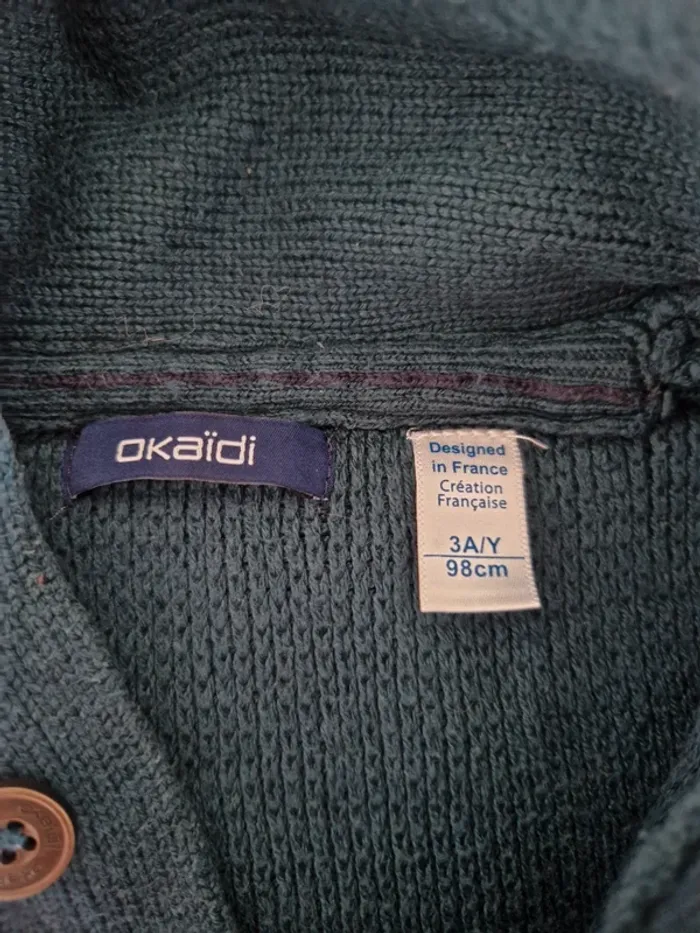 oKaïdi
Designed
in France
Création
Française
3A/Y
98cm